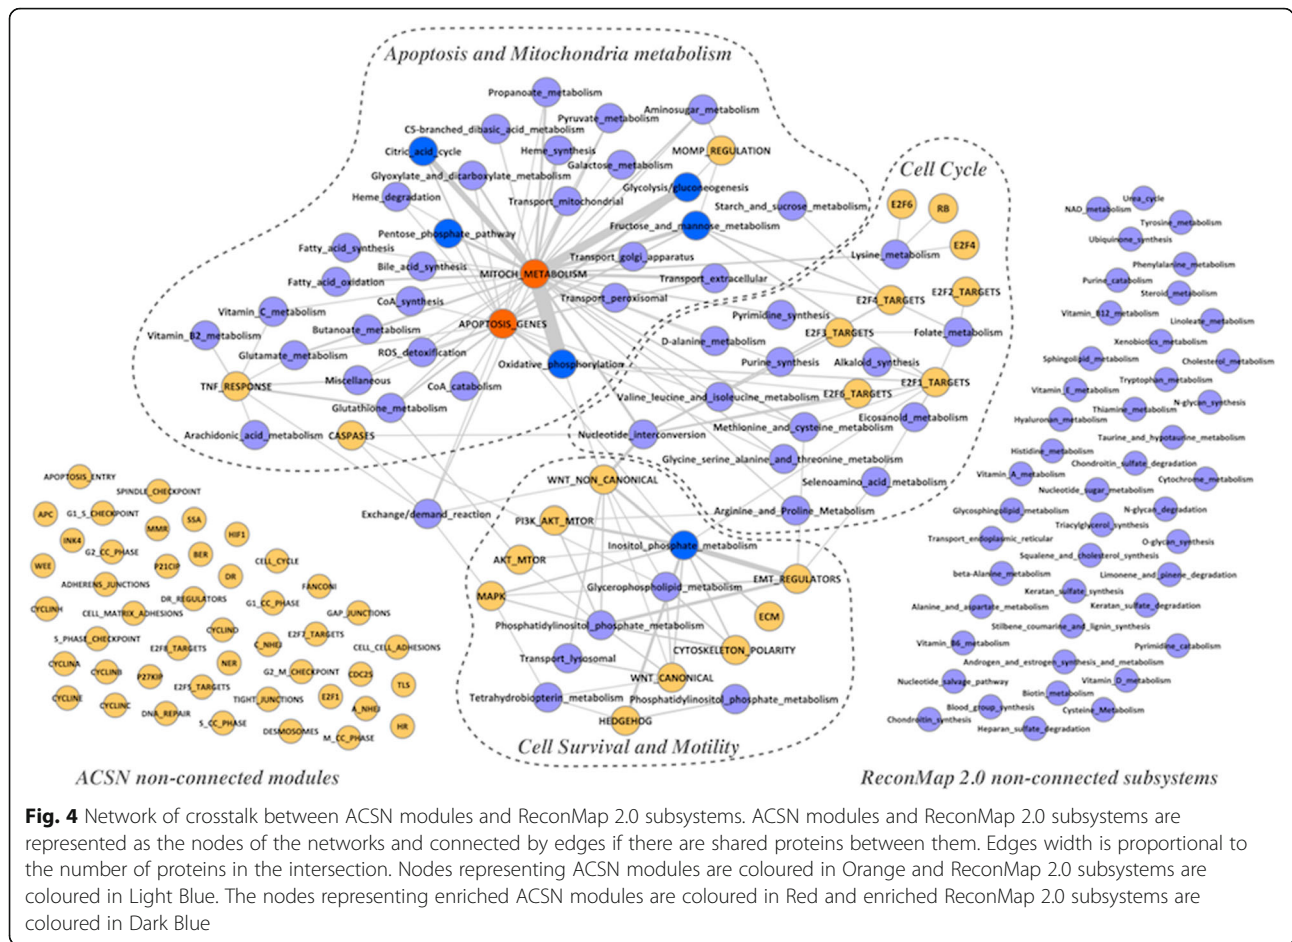 Apoptosis and Mitochondria metabolism
Propanoate_metabolism
Aminosugar_metabolism
Pyruvate_metabolism
C5-branched_dibasic_acid_metabolism
Citric_acid_cycle
Heme_synthesis
MOMP_REGULATION
Galactose_metabolism
Glyoxylate_and_dicarboxylate_metabolism
Glycolysis/gluconeogenesis
Heme_degradation
Transport_mitochondrial
Starch_and_sucrose_metabolism
Pentose_phosphate_pathway
Fructose_and_mannose_metabolism
Fatty_acid_synthesis
Transport_golgi_apparatus
Bile_acid_synthesis
MITOCH_METABOLISM
Fatty_acid_oxidation
Transport_extracellular
CoA_synthesis
Transport_peroxisomal
Vitamin_C_metabolism
APOPTOSIS_GENES
Butanoate_metabolism
Vitamin_B2_metabolism
Glutamate_metabolism
ROS_detoxification
Oxidative_phosphorylation
Miscellaneous
TNF_RESPONSE
CoA_catabolism
Glutathione_metabolism
Arachidonic_acid_metabolism
CASPASES
Cell Cycle
E2F6
RB
E2F4
Lysine_metabolism
E2F2_TARGETS
E2F4_TARGETS
Pyrimidine_synthesis
E2F3_TARGETS
Folate_metabolism
D-alanine_metabolism
Purine_synthesis
Alkaloid_synthesis
E2F1_TARGETS
E2F6_TARGETS
Valine_leucine_and_isoleucine_metabolism
Eicosanoid_metabolism
Methionine_and_cysteine_metabolism
Nucleotide_interconversion
Glycine_serine_alanine_and_threonine_metabolism
Selenoamino_acid_metabolism
Arginine_and_Proline_Metabolism
Exchange/demand_reaction
WNT_NON_CANONICAL
PI3K_AKT_MTOR
Inositol_phosphate_metabolism
AKT_MTOR
Glycerophospholipid_metabolism
EMT_REGULATORS
MAPK
ECM
Phosphatidylinositol_phosphate_metabolism
CYTOSKELETON_POLARITY
Transport_lysosomal
WNT_CANONICAL
Tetrahydrobiopterin_metabolism
Phosphatidylinositol_phosphate_metabolism
HEDGEHOG
Cell Survival and Motility
APOPTOSIS_ENTRY
SPINDLE_CHECKPOINT
APC
G1_S_CHECKPOINT
SSA
MMR
HIF1
INK4
G2_CC_PHASE
BER
CELL_CYCLE
WEE
P21CIP
DR
ADHERENS_JUNCTIONS
FANCONI
DR_REGULATORS
G1_CC_PHASE
CYCLINH
CELL_MATRIX_ADHESIONS
GAP_JUNCTIONS
CYCLIND
S_PHASE_CHECKPOINT
E2F7_TARGETS
E2F8_TARGETS
C_NHEJ
CELL_CELL_ADHESIONS
CYCLINA
CYCLINB
P27KIP
NER
G2_M_CHECKPOINT
CDC25
TLS
E2F5_TARGETS
CYCLINE
CYCLINC
TIGHT_JUNCTIONS
E2F1
A_NHEJ
DNA_REPAIR
S_CC_PHASE
DESMOSOMES
M_CC_PHASE
HR
ACSN non-connected modules
Urea_cycle
NAD_metabolism
Tyrosine_metabolism
Ubiquinone_synthesis
Phenylalanine_metabolism
Purine_catabolism
Steroid_metabolism
Vitamin_B12_metabolism
Linoleate_metabolism
Xenobiotics_metabolism
Sphingolipid_metabolism
Cholesterol_metabolism
Tryptophan_metabolism
Vitamin_E_metabolism
N-glycan_synthesis
Thiamine_metabolism
Hyaluronan_metabolism
Taurine_and_hypotaurine_metabolism
Histidine_metabolism
Chondroitin_sulfate_degradation
Vitamin_A_metabolism
Cytochrome_metabolism
Nucleotide_sugar_metabolism
Glycosphingolipid_metabolism
N-glycan_degradation
Triacylglycerol_synthesis
Transport_endoplasmic_reticular
O-glycan_synthesis
Squalene_and_cholesterol_synthesis
beta-Alanine_metabolism
Limonene_and_pinene_degradation
Keratan_sulfate_synthesis
Alanine_and_aspartate_metabolism
Keratan_sulfate_degradation
Stilbene_coumarine_and_lignin_synthesis
Vitamin_B6_metabolism
Pyrimidine_catabolism
Androgen_and_estrogen_synthesis_and_metabolism
Nucleotide_salvage_pathway
Vitamin_D_metabolism
Biotin_metabolism
Blood_group_synthesis
Cysteine_Metabolism
Chondroitin_synthesis
Heparan_sulfate_degradation
ReconMap 2.0 non-connected subsystems
Fig. 4 Network of crosstalk between ACSN modules and ReconMap 2.0 subsystems. ACSN modules and ReconMap 2.0 subsystems are
represented as the nodes of the networks and connected by edges if there are shared proteins between them. Edges width is proportional to
the number of proteins in the intersection. Nodes representing ACSN modules are coloured in Orange and ReconMap 2.0 subsystems are
coloured in Light Blue. The nodes representing enriched ACSN modules are coloured in Red and enriched ReconMap 2.0 subsystems are
coloured in Dark Blue